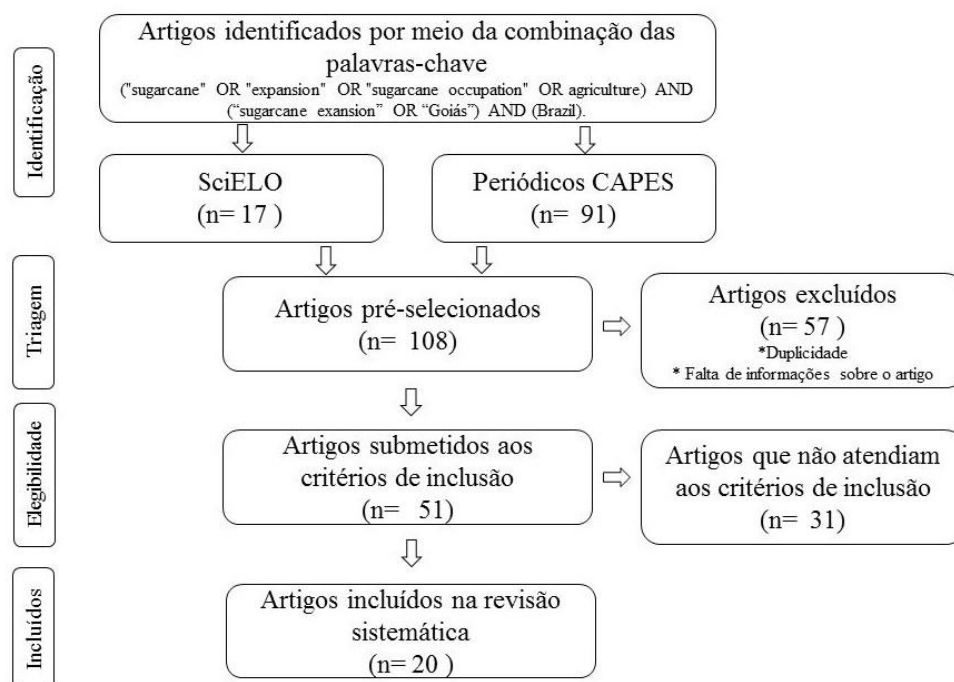 Identificação
Artigos identificados por meio da combinação das
palavras-chave
("sugarcane" OR "expansion" OR "sugarcane occupation" OR agriculture) AND
(“sugarcane exansion” OR “Goiás”) AND (Brazil).
SciELO
(n= 17 )
Periódicos CAPES
(n= 91)
Triagem
Artigos pré-selecionados
(n= 108)
Artigos excluídos
(n= 57 )
*Duplicidade
* Falta de informações sobre o artigo
Elegibilidade
Artigos submetidos aos
critérios de inclusão
(n= 51)
Artigos que não atendiam
aos critérios de inclusão
(n= 31)
Incluídos
Artigos incluídos na revisão
sistemática
(n= 20 )